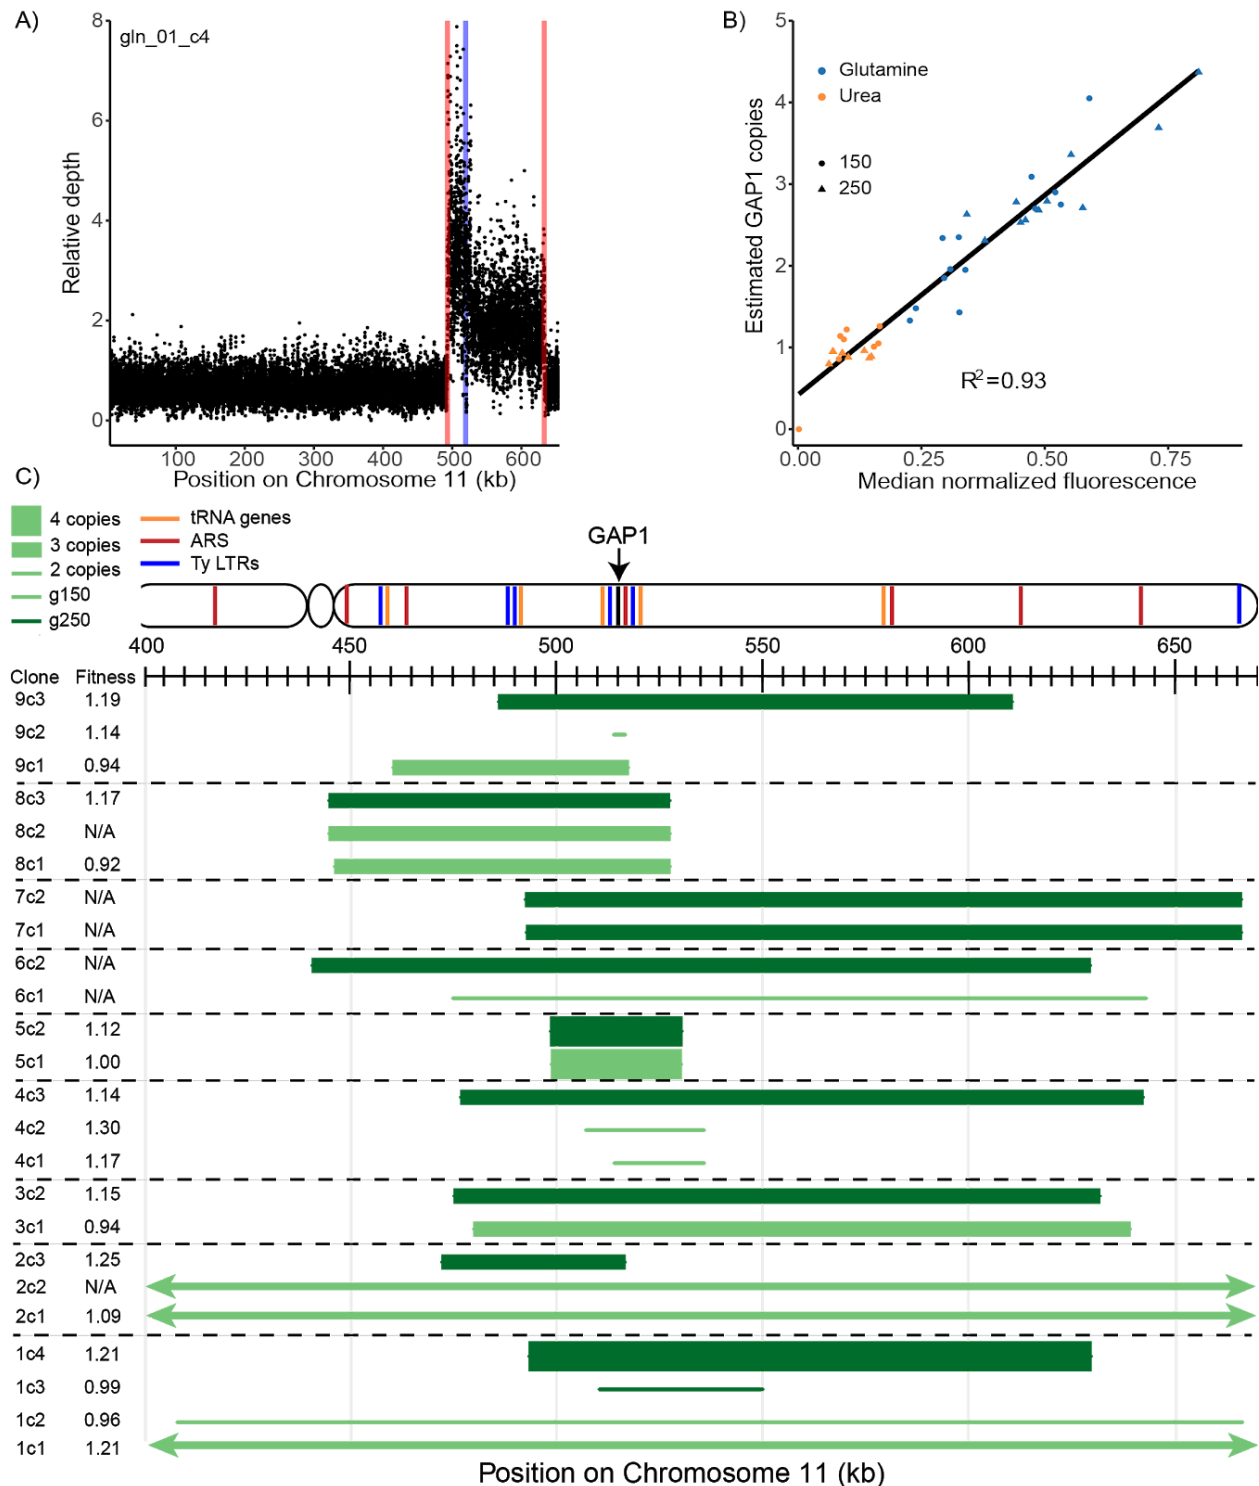 A)
gln_01_c4
8
6
4
2
0
Relative depth
100 200 300 400 500 600
Position on Chromosome 11 (kb)
B)
5
4
3
2
1
0
Estimated GAP1 copies
Glutamine
Urea
150
250
R²=0.93
0.00 0.25 0.50 0.75
Median normalized fluorescence
C)
4 copies
3 copies
2 copies
g150
g250
tRNA genes
ARS
Ty LTRs
GAP1
400 450 500 550 600 650
Clone Fitness
9c3 1.19
9c2 1.14
9c1 0.94
8c3 1.17
8c2 N/A
8c1 0.92
7c2 N/A
7c1 N/A
6c2 N/A
6c1 N/A
5c2 1.12
5c1 1.00
4c3 1.14
4c2 1.30
4c1 1.17
3c2 1.15
3c1 0.94
2c3 1.25
2c2 N/A
2c1 1.09
1c4 1.21
1c3 0.99
1c2 0.96
1c1 1.21
Position on Chromosome 11 (kb)